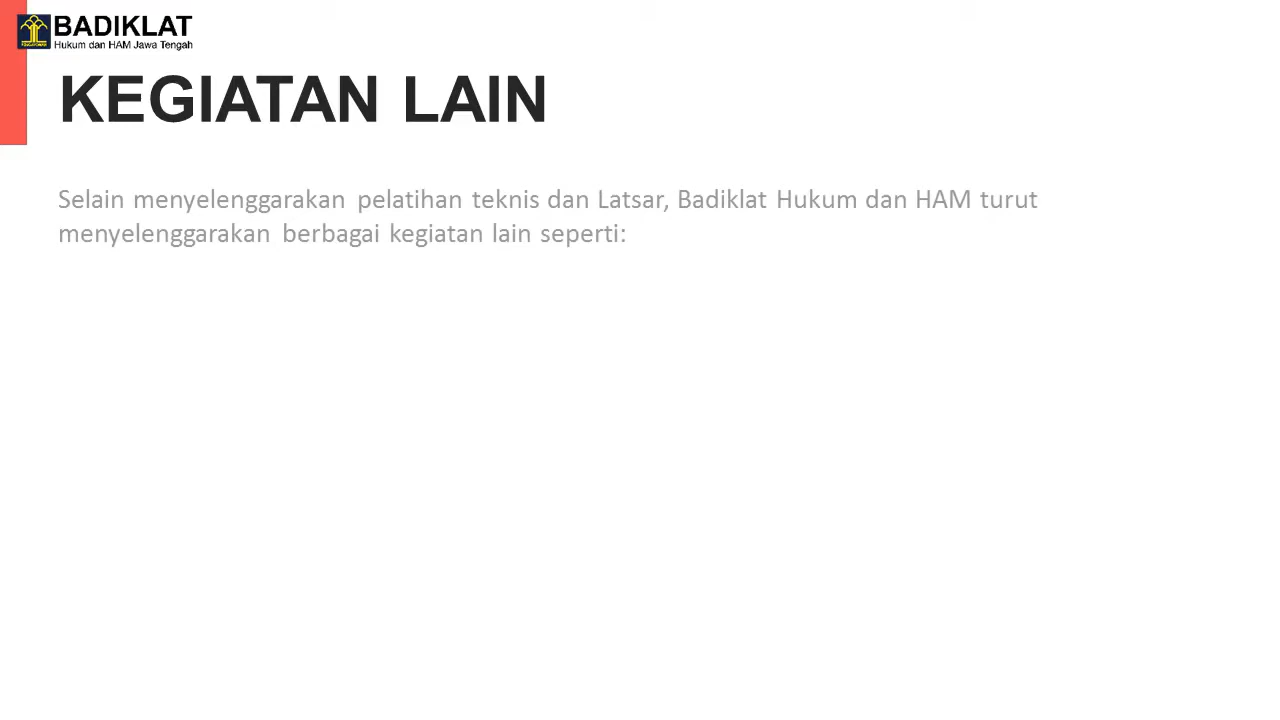 BADIKLAT
Hukum dan HAM Jawa Tengah
KEGIATAN LAIN
Selain menyelenggarakan pelatihan teknis dan Latsar, Badiklat Hukum dan HAM turut
menyelenggarakan berbagai kegiatan lain seperti: